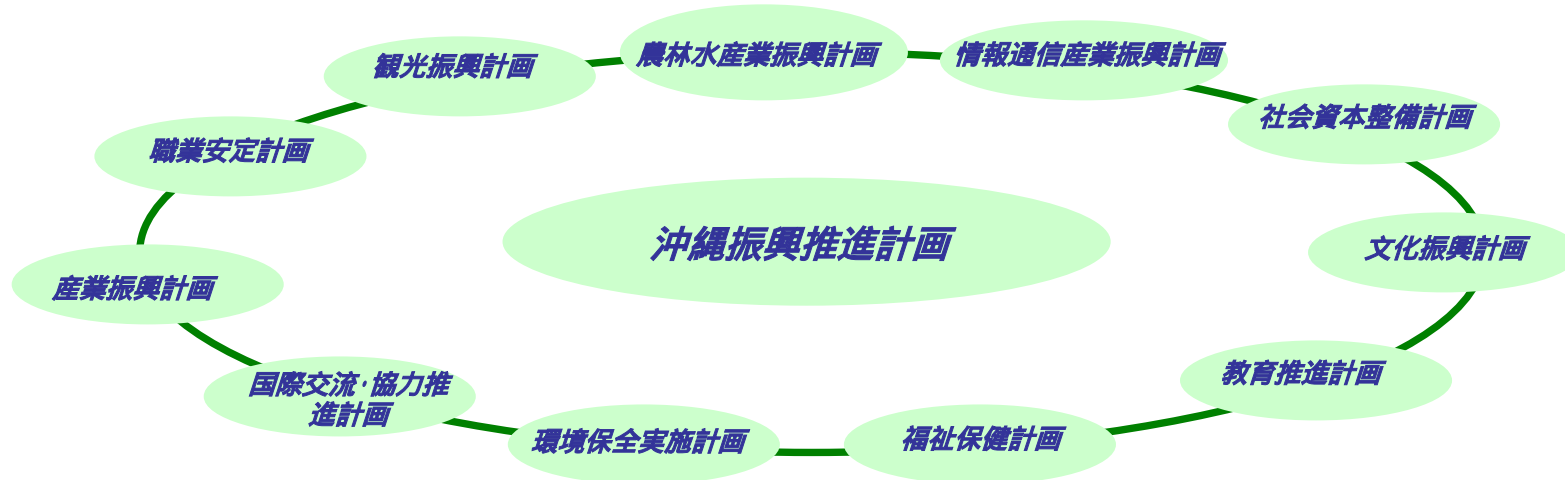 観光振興計画
農林水産業振興計画
情報通信産業振興計画
社会資本整備計画
職業安定計画
沖縄振興推進計画
文化振興計画
産業振興計画
教育推進計画
国際交流・協力推
進計画
環境保全実施計画
福祉保健計画